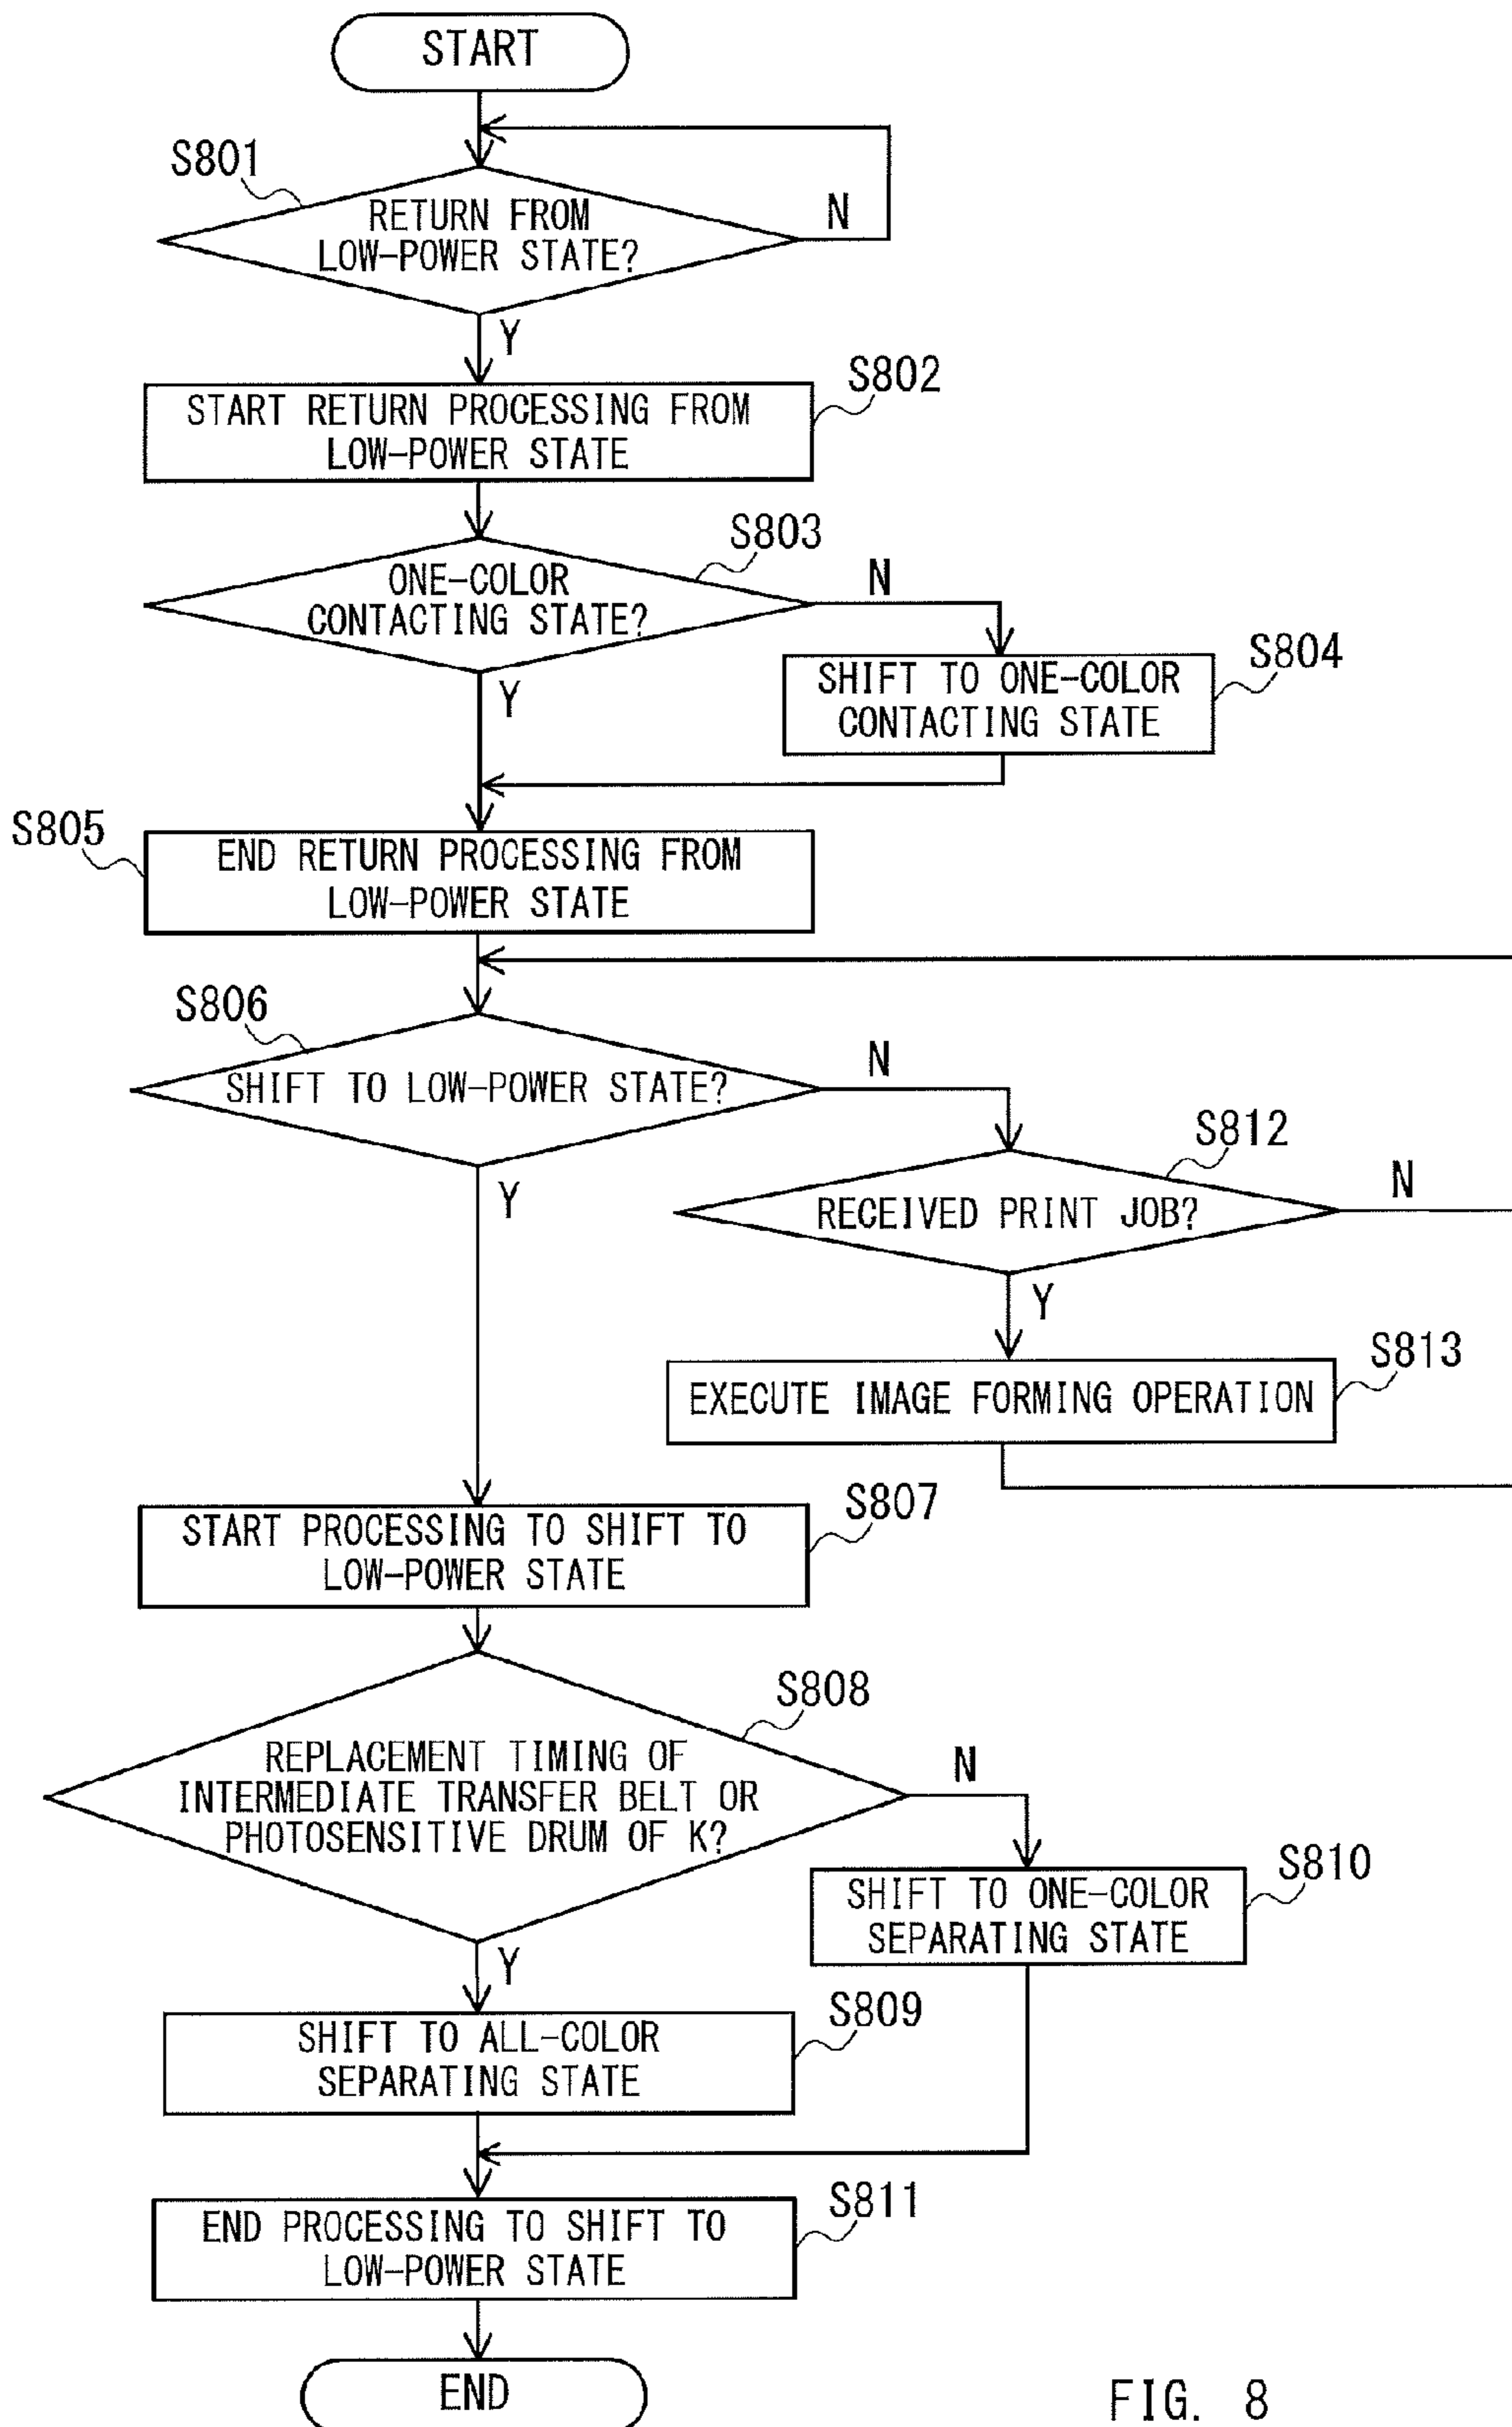 START
S801
RETURN FROM
LOW-POWER STATE?
N
Y
S802
START RETURN PROCESSING FROM
LOW-POWER STATE
S803
ONE-COLOR
CONTACTING STATE?
N
Y
S804
SHIFT TO ONE-COLOR
CONTACTING STATE
S805
END RETURN PROCESSING FROM
LOW-POWER STATE
S806
SHIFT TO LOW-POWER STATE?
N
Y
S812
RECEIVED PRINT JOB?
N
Y
S813
EXECUTE IMAGE FORMING OPERATION
S807
START PROCESSING TO SHIFT TO
LOW-POWER STATE
S808
REPLACEMENT TIMING OF
INTERMEDIATE TRANSFER BELT OR
PHOTOSENSITIVE DRUM OF K?
N
Y
S810
SHIFT TO ONE-COLOR
SEPARATING STATE
S809
SHIFT TO ALL-COLOR
SEPARATING STATE
S811
END PROCESSING TO SHIFT TO
LOW-POWER STATE
END
FIG. 8